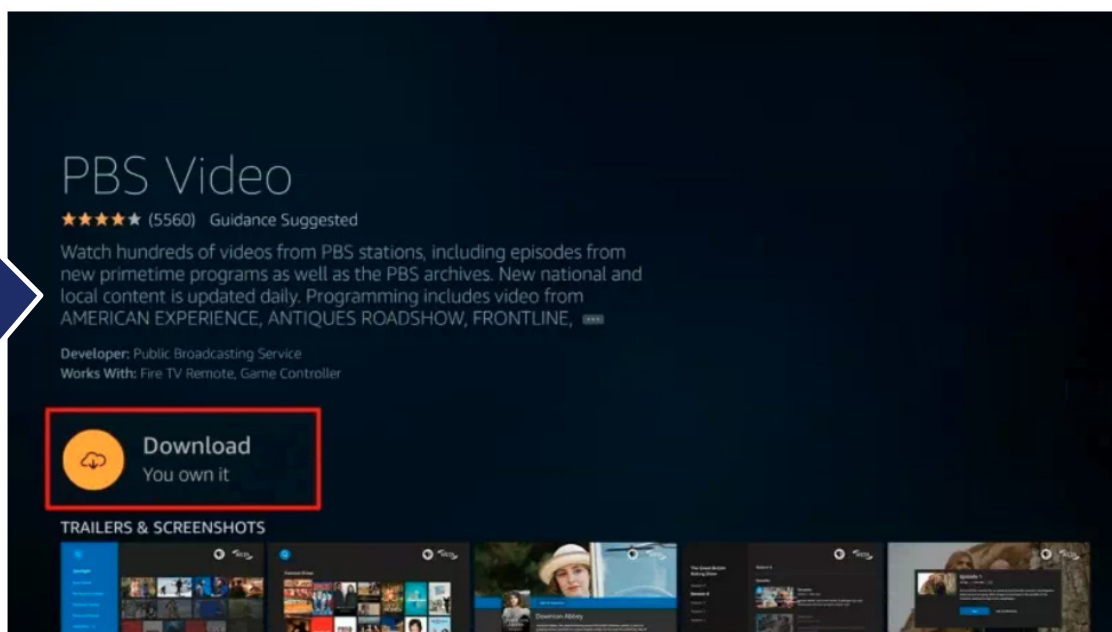 PBS Video
(5560) Guidance Suggested
Watch hundreds of videos from PBS stations, including episodes from
new primetime programs as well as the PBS archives. New national and
local content is updated daily. Programming includes video from
AMERICAN EXPERIENCE, ANTIQUES ROADSHOW, FRONTLINE,
Developer: Public Broadcasting Service
Works With: Fire TV Remote, Game Controller
Download
You own it
TRAILERS & SCREENSHOTS
Downton Abbey
Episode 1